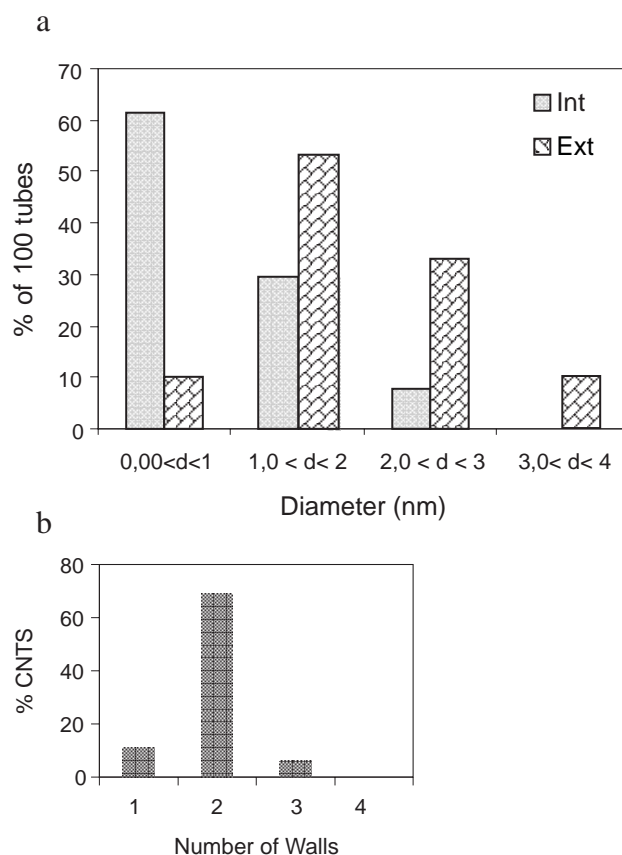 a
% of 100 tubes
70
60
50
40
30
20
10
0
Int
Ext
0,00<d<1 1,0 < d< 2 2,0 < d < 3 3,0< d< 4
Diameter (nm)
b
% CNTS
80
60
40
20
0
1 2 3 4
Number of Walls